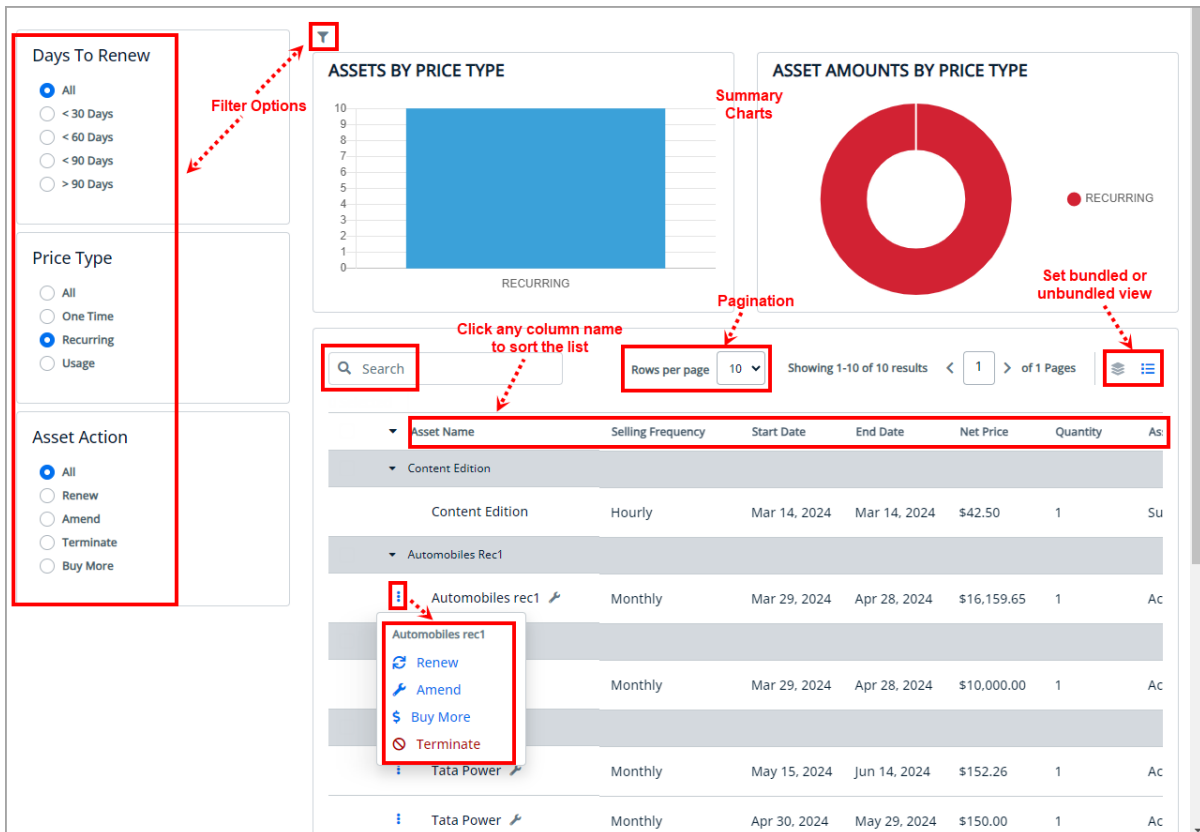 Days To Renew
All
< 30 Days
< 60 Days
< 90 Days
> 90 Days
Filter Options
Price Type
All
One Time
Recurring
Usage
Asset Action
All
Renew
Amend
Terminate
Buy More
ASSETS BY PRICE TYPE
10
9
8
7
6
5
4
3
2
1
0
RECURRING
Summary
Charts
ASSET AMOUNTS BY PRICE TYPE
RECURRING
Set bundled or
unbundled view
Pagination
Click any column name
to sort the list
Search
Rows per page 10
Showing 1-10 of 10 results 1 of 1 Pages
Asset Name Selling Frequency Start Date End Date Net Price Quantity As
Content Edition
Content Edition Hourly Mar 14, 2024 Mar 14, 2024 $42.50 1 Su
Automobiles Rec1
Automobiles rec1 Monthly Mar 29, 2024 Apr 28, 2024 $16,159.65 1 Ac
Automobiles rec1
Renew
Amend
Buy More
Terminate
Monthly Mar 29, 2024 Apr 28, 2024 $10,000.00 1 Ac
Tata Power Monthly May 15, 2024 Jun 14, 2024 $152.26 1 Ac
Tata Power Monthly Apr 30, 2024 May 29, 2024 $150.00 1 Ac